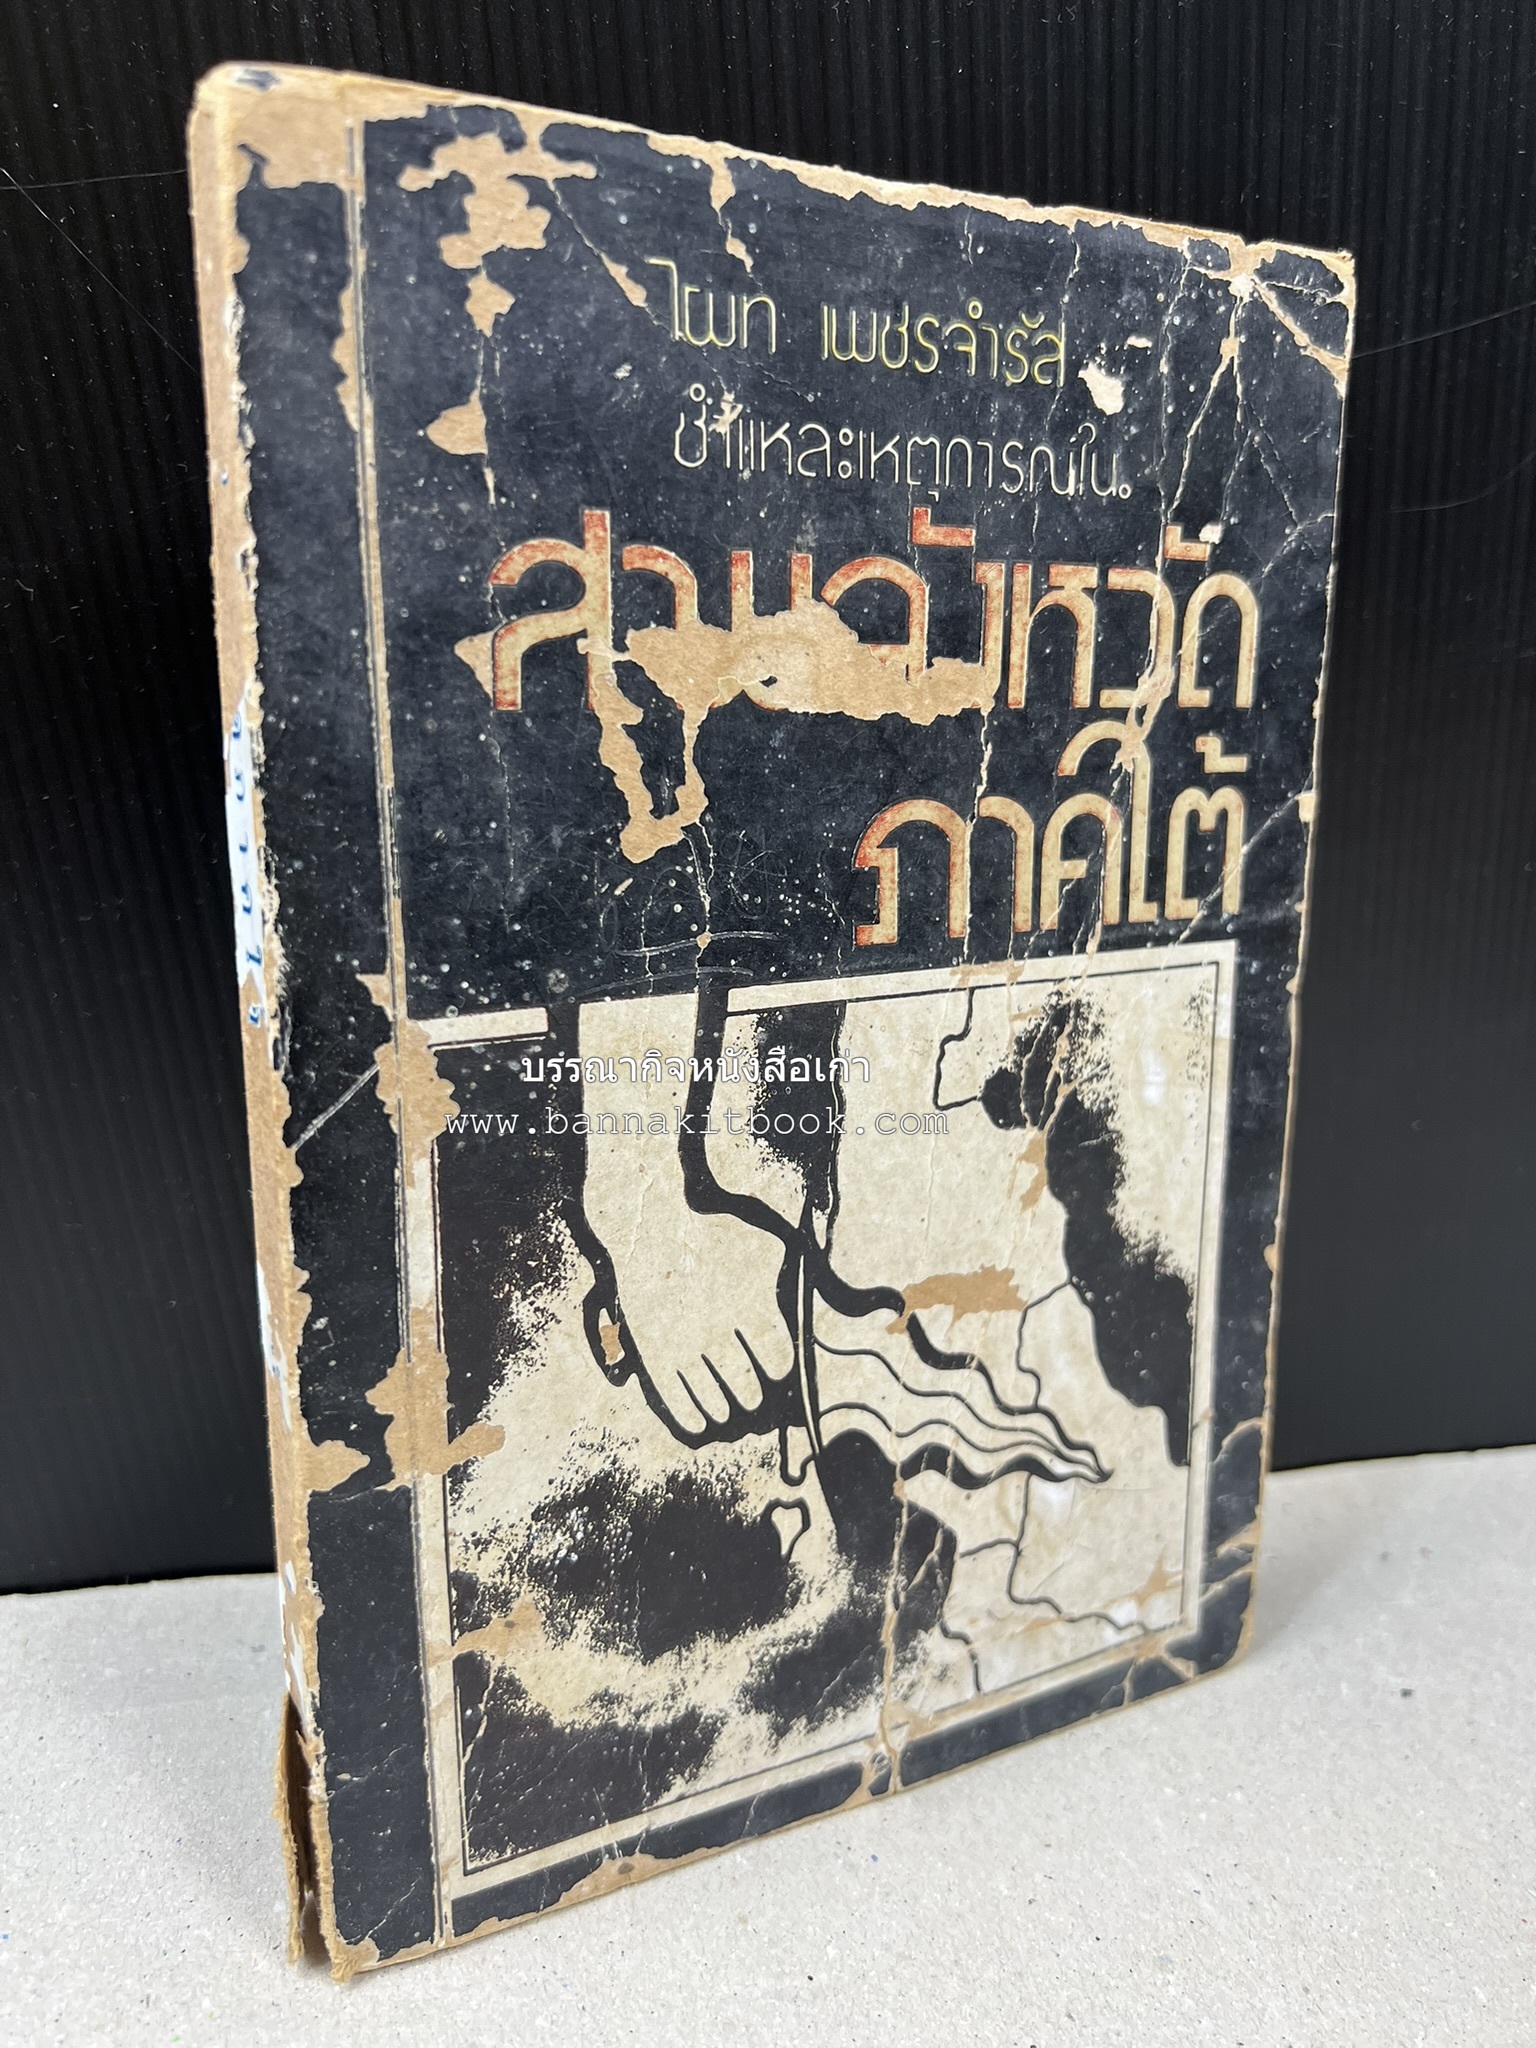 ไพท เพชรจำรัส
ชำแหละเหตุการณ์ใน
สามจังหวัด
ภาคใต้
บรรณากิจหนังสือเก่า
www.bannakitbook.com